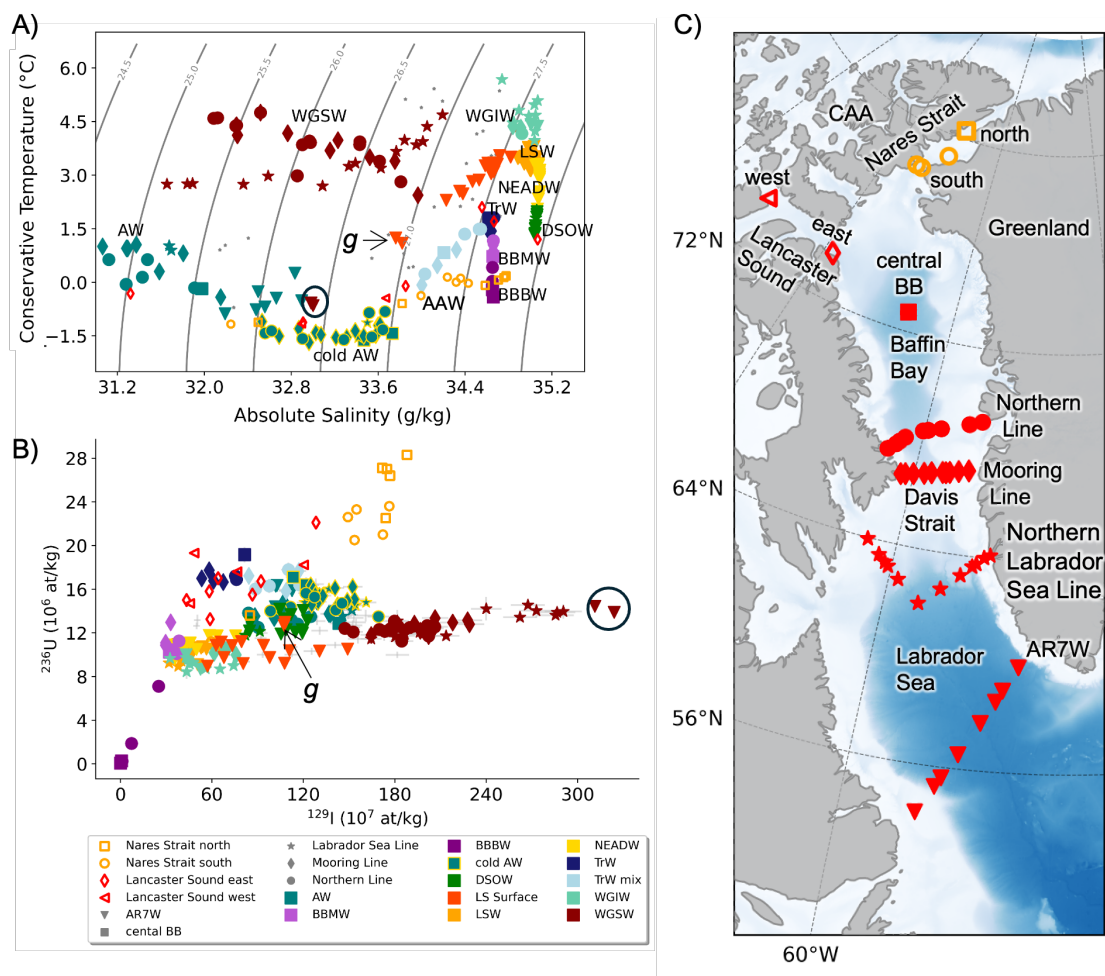 A)
Conservative Temperature (°C)
6.0
4.5
3.0
1.5
0.0
-1.5
24.5
25.0
25.5
26.0
26.5
27.0
27.5
WGSW
WGIW
LSW
NEADW
TrW
DSOW
AW
g
BBMW
AAW
BBBW
cold AW
31.2
32.0
32.8
33.6
34.4
35.2
Absolute Salinity (g/kg)
B)
²³⁶U (10⁶ at/kg)
28
24
20
16
12
8
4
0
g
0
60
120
180
240
300
¹²⁹I (10⁷ at/kg)
Nares Strait north
Nares Strait south
Lancaster Sound east
Lancaster Sound west
AR7W
cental BB
Labrador Sea Line
Mooring Line
Northern Line
AW
BBMW
BBBW
cold AW
DSOW
LS Surface
LSW
NEADW
TrW
TrW mix
WGIW
WGSW
C)
CAA
Nares Strait
north
south
west
east
Lancaster
Sound
Greenland
72°N
central
BB
Baffin
Bay
Northern
Line
Mooring
Line
64°N
Davis
Strait
Northern
Labrador
Sea Line
AR7W
Labrador
Sea
56°N
60°W